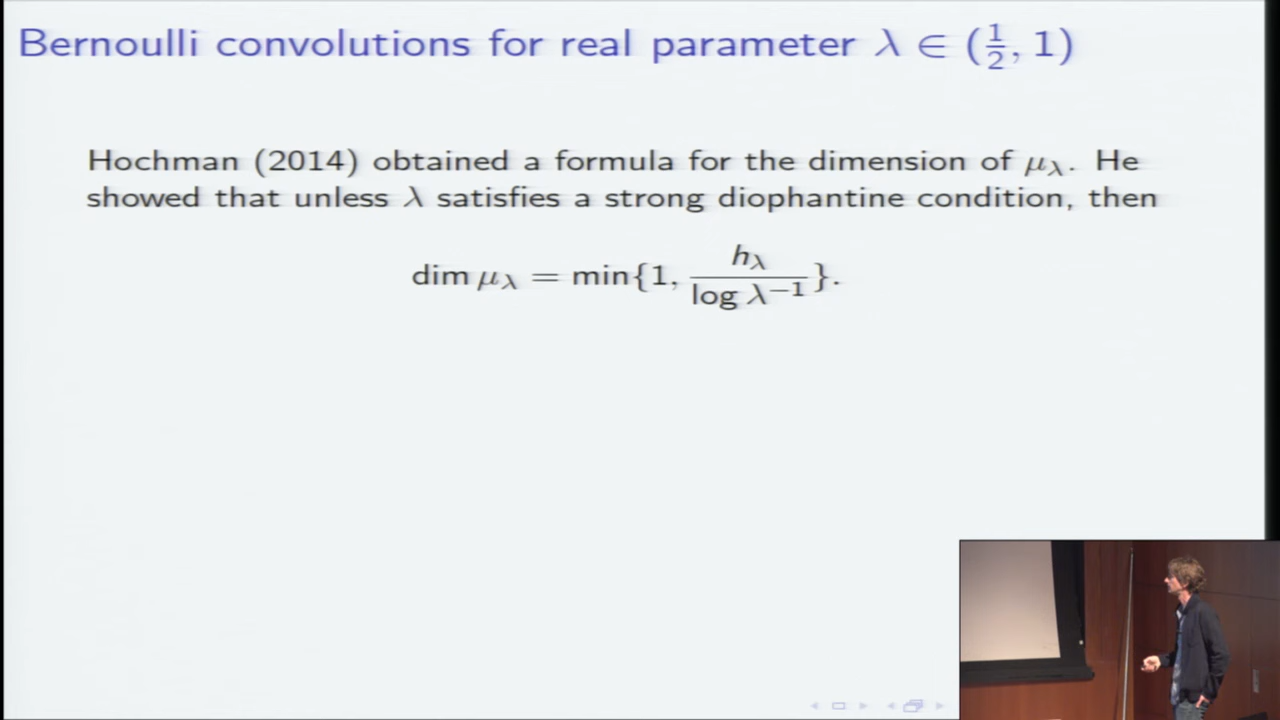 Bernoulli convolutions for real parameter λ ∈ (1/2, 1)
Hochman (2014) obtained a formula for the dimension of μ_λ. He
showed that unless λ satisfies a strong diophantine condition, then
dim μ_λ = min{1, h_λ / log λ^{-1}}.